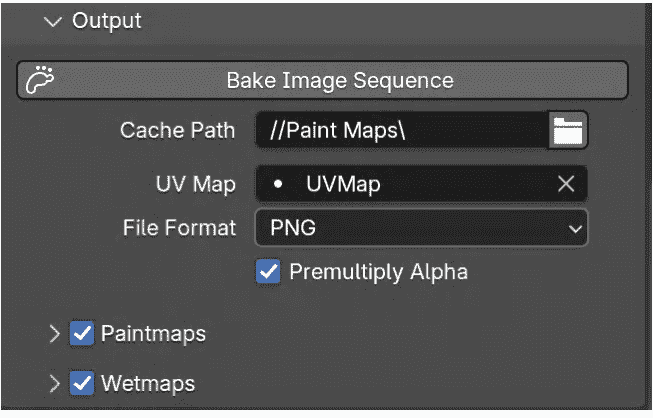 Output
Bake Image Sequence
Cache Path //Paint Maps\
UV Map UVMap
File Format PNG
Premultiply Alpha
Paintmaps
Wetmaps